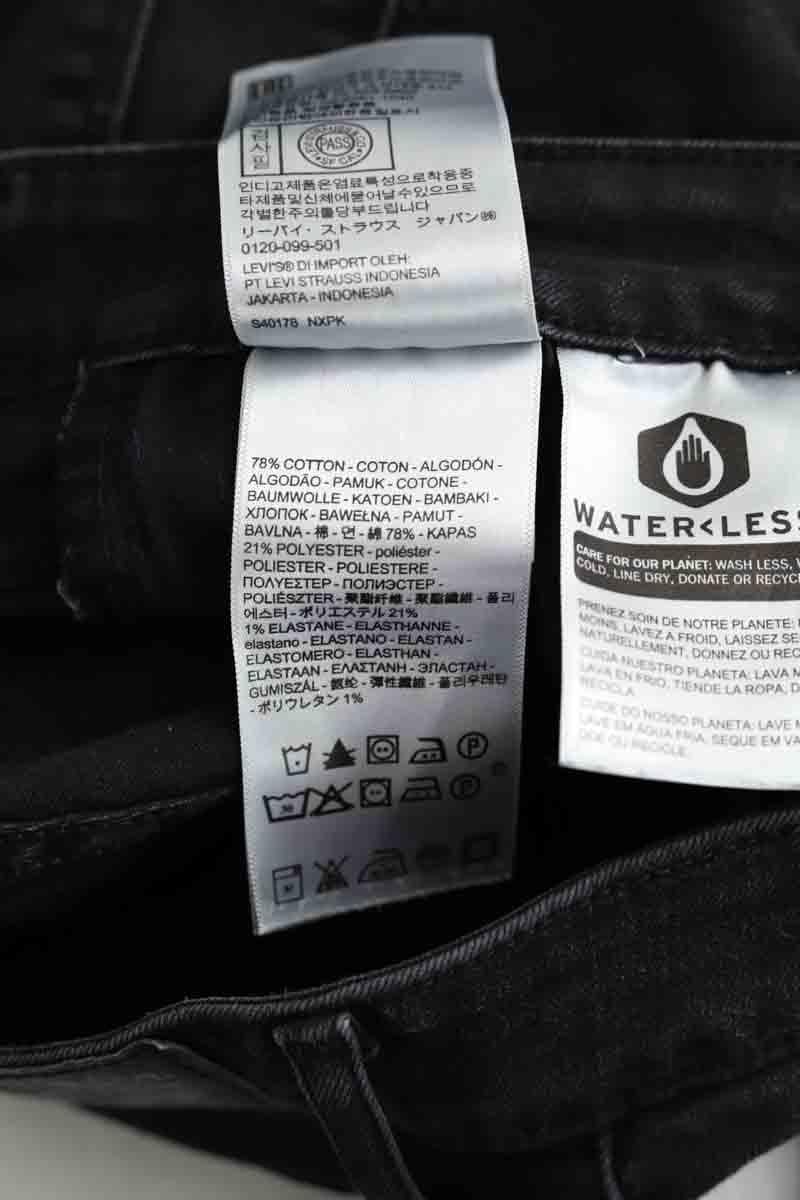 검
사
필
PASS
SF CAL
인디고제품은염료특성으로착용중
타제품및신체에묻어날수있으므로
각별한주의를당부드립니다
リーバイ・ストラウス ジャパン㈱
0120-099-501
LEVI'S® DI IMPORT OLEH:
PT LEVI STRAUSS INDONESIA
JAKARTA - INDONESIA
S40178 NXPK
78% COTTON - COTON - ALGODÓN -
ALGODÃO - PAMUK - COTONE -
BAUMWOLLE - KATOEN - BAMBAKI -
ХЛОПОК - BAWEŁNA - PAMUT -
BAVLNA - 棉 - 면 - 綿 78% - KAPAS
21% POLYESTER - poliéster -
POLIESTER - POLIESTERE -
ΠΟΛΥΕΣΤΕΡ - ПОЛИЭСТЕР -
POLIÉSZTER - 聚酯纤维 - 聚酯纖維 - 폴리
에스터 - ポリエステル 21%
1% ELASTANE - ELASTHANNE -
elastano - ELASTANO - ELASTAN -
ELASTOMERO - ELASTHAN -
ELASTAAN - ΕΛΑΣΤΑΝΗ - ЭЛАСТАН -
GUMISZÁL - 氨纶 - 彈性纖維 - 폴리우레탄
- ポリウレタン 1%
P
30
P
WATER<LESS
CARE FOR OUR PLANET: WASH LESS,
COLD, LINE DRY, DONATE OR RECYC
PRENEZ SOIN DE NOTRE PLANETE:
MOINS, LAVEZ A FROID, LAISSEZ SE
NATURELLEMENT, DONNEZ OU REC
CUIDA NUESTRO PLANETA: LAVA M
LAVA EN FRIO, TIENDE LA ROPA, D
RECICLA
CUIDE DO NOSSO PLANETA: LAVE M
LAVE EM ÁGUA FRIA, SEQUE EM VA
DOE OU RECICLE.